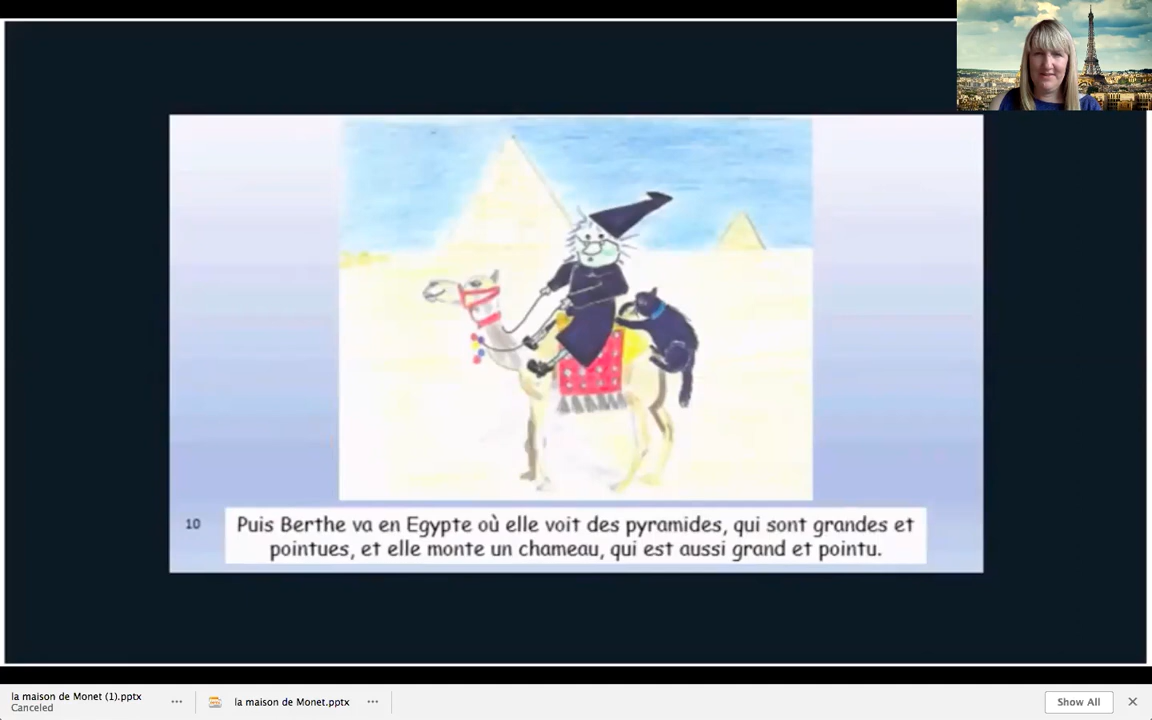 10
Puis Berthe va en Egypte où elle voit des pyramides, qui sont grandes et
pointues, et elle monte un chameau, qui est aussi grand et pointu.
la maison de Monet (1).pptx
Canceled
la maison de Monet.pptx
Show All